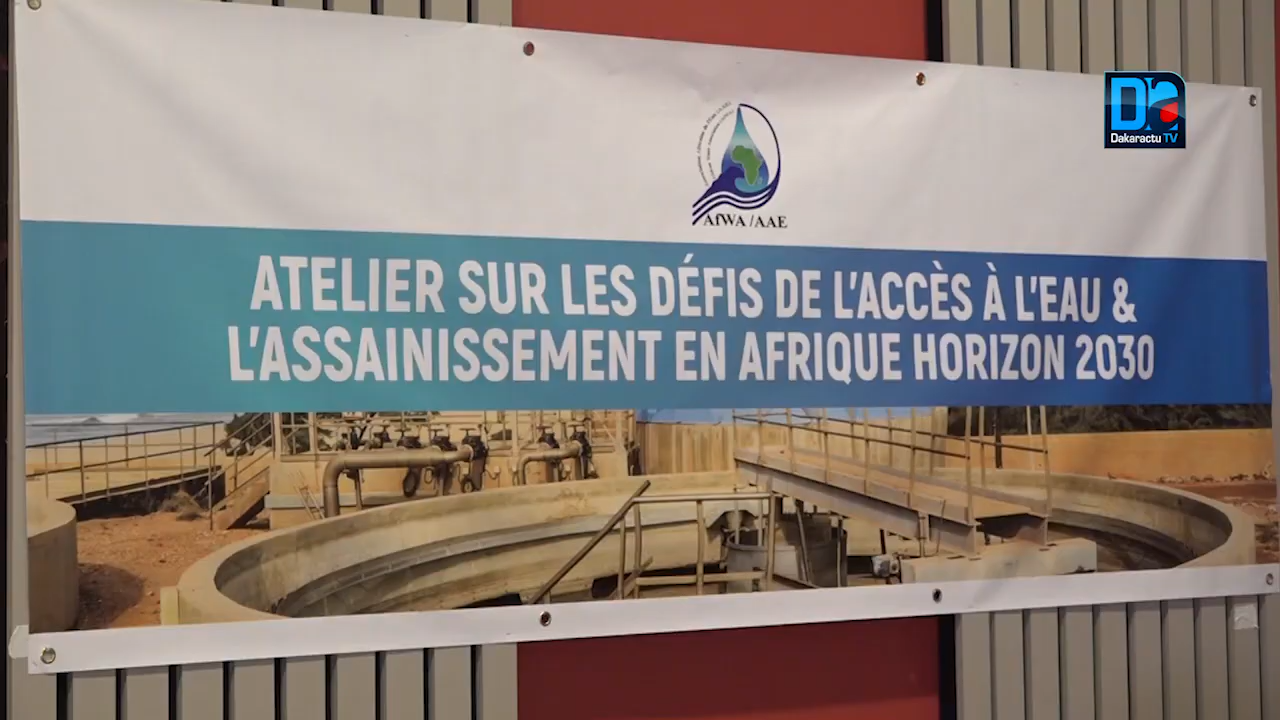 Dakaractu TV
AfWA /AAE
ATELIER SUR LES DÉFIS DE L'ACCÈS À L'EAU &
L'ASSAINISSEMENT EN AFRIQUE HORIZON 2030